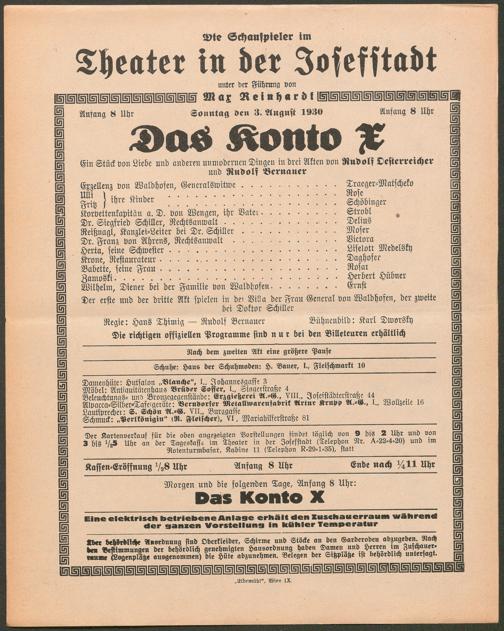 Die Schauspieler im
Theater in der Josefstadt
unter der Führung von
Max Reinhardt
Anfang 8 Uhr Sonntag den 3. August 1930 Anfang 8 Uhr
Das Konto X
Ein Stück von Liebe und anderen unmodernen Dingen in drei Akten von Rudolf Oesterreicher
und Rudolf Bernauer
Exzellenz von Waldhofen, Generalswitwe Traeger-Matscheko
Ulli Rose
Fritz } ihre Kinder Schöbinger
Korvettenkapitän a. D. von Wengen, ihr Vater Strobl
Dr. Siegfried Schiller, Rechtsanwalt Delius
Reißnagl, Kanzlei-Leiter bei Dr. Schiller Moser
Dr. Franz von Ahrens, Rechtsanwalt Victora
Herta, seine Schwester Liselott Medelsky
Krone, Restaurateur Daghofer
Babette, seine Frau Rosar
Zamoski Herbert Hübner
Wilhelm, Diener bei der Familie von Waldhofen Ernst
Der erste und der dritte Akt spielen in der Villa der Frau General von Waldhofen, der zweite
bei Doktor Schiller
Regie: Hans Thimig — Rudolf Bernauer Bühnenbild: Karl Dworsky
Die richtigen offiziellen Programme sind nur bei den Billeteuren erhältlich
Nach dem zweiten Akt eine größere Pause
Schuhe: Haus der Schuhmoden: H. Bauer, I., Fleischmarkt 10
Damenhüte: Hutsalon „Blanche", I., Johannesgasse 3
Möbel: Antiquitätenhaus Brüder Soffer, I., Singerstraße 4
Beleuchtungs- und Bronzegegenstände: Erzgießerei A.-G., VIII., Josefstädterstraße 44
Alpacca-Silber-Tafelgeräte: Berndorfer Metallwarenfabrik Artur Krupp A.-G., I., Wollzeile 16
Lautsprecher: S. Schön A.-G. VII., Burggasse
Schmuck: „Perlkönigin" (R. Fleischer), VI., Mariahilferstraße 81
Der Kartenverkauf für die oben angezeigten Vorstellungen findet täglich von 9 bis 2 Uhr und von
3 bis ½5 Uhr an der Tageskassa im Theater in der Josefstadt (Telephon Nr. A-23-4-20) und im
Rotenturmbasar, Kabine 11 (Telephon R-29-1-35), statt
Kassen-Eröffnung ½8 Uhr Anfang 8 Uhr Ende nach ¼11 Uhr
Morgen und die folgenden Tage, Anfang 8 Uhr:
Das Konto X
Eine elektrisch betriebene Anlage erhält den Zuschauerraum während
der ganzen Vorstellung in kühler Temperatur
Über behördliche Anordnung sind Oberkleider, Schirme und Stöcke an den Garderoben abzugeben. Nach
den Bestimmungen der behördlich genehmigten Hausordnung haben Damen und Herren im Zuschauer-
raume (Logenplätze ausgenommen) die Hüte abzunehmen. Belegen der Sitzplätze ist behördlich untersagt.